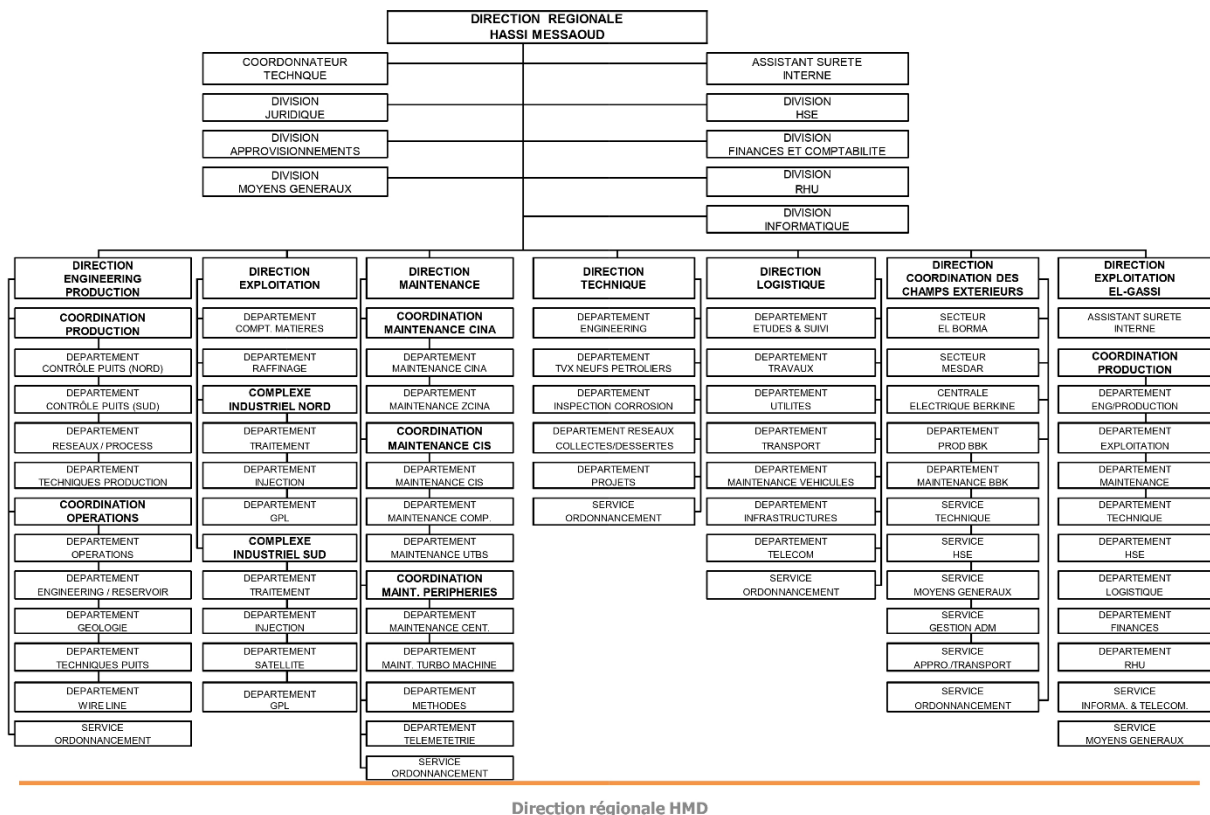 DIRECTION REGIONALE
HASSI MESSAOUD
COORDONNATEUR
TECHNQUE
ASSISTANT SURETE
INTERNE
DIVISION
JURIDIQUE
DIVISION
HSE
DIVISION
APPROVISIONNEMENTS
DIVISION
FINANCES ET COMPTABILITE
DIVISION
MOYENS GENERAUX
DIVISION
RHU
DIVISION
INFORMATIQUE
DIRECTION
ENGINEERING
PRODUCTION
COORDINATION
PRODUCTION
DEPARTEMENT
CONTRÔLE PUITS (NORD)
DEPARTEMENT
CONTRÔLE PUITS (SUD)
DEPARTEMENT
RESEAUX / PROCESS
DEPARTEMENT
TECHNIQUES PRODUCTION
COORDINATION
OPERATIONS
DEPARTEMENT
OPERATIONS
DEPARTEMENT
ENGINEERING / RESERVOIR
DEPARTEMENT
GEOLOGIE
DEPARTEMENT
TECHNIQUES PUITS
DEPARTEMENT
WIRE LINE
SERVICE
ORDONNANCEMENT
DIRECTION
EXPLOITATION
DEPARTEMENT
COMPT. MATIERES
DEPARTEMENT
RAFFINAGE
COMPLEXE
INDUSTRIEL NORD
DEPARTEMENT
TRAITEMENT
DEPARTEMENT
INJECTION
DEPARTEMENT
GPL
COMPLEXE
INDUSTRIEL SUD
DEPARTEMENT
TRAITEMENT
DEPARTEMENT
INJECTION
DEPARTEMENT
SATELLITE
DEPARTEMENT
GPL
DIRECTION
MAINTENANCE
COORDINATION
MAINTENANCE CINA
DEPARTEMENT
MAINTENANCE CINA
DEPARTEMENT
MAINTENANCE ZCINA
COORDINATION
MAINTENANCE CIS
DEPARTEMENT
MAINTENANCE CIS
DEPARTEMENT
MAINTENANCE COMP.
DEPARTEMENT
MAINTENANCE UTBS
COORDINATION
MAINT. PERIPHERIES
DEPARTEMENT
MAINTENANCE CENT.
DEPARTEMENT
MAINT. TURBO MACHINE
DEPARTEMENT
METHODES
DEPARTEMENT
TELEMETETRIE
SERVICE
ORDONNANCEMENT
DIRECTION
TECHNIQUE
DEPARTEMENT
ENGINEERING
DEPARTEMENT
TVX NEUFS PETROLIERS
DEPARTEMENT
INSPECTION CORROSION
DEPARTEMENT RESEAUX
COLLECTES/DESSERTES
DEPARTEMENT
PROJETS
SERVICE
ORDONNANCEMENT
DIRECTION
LOGISTIQUE
DEPARTEMENT
ETUDES & SUIVI
DEPARTEMENT
TRAVAUX
DEPARTEMENT
UTILITES
DEPARTEMENT
TRANSPORT
DEPARTEMENT
MAINTENANCE VEHICULES
DEPARTEMENT
INFRASTRUCTURES
DEPARTEMENT
TELECOM
SERVICE
ORDONNANCEMENT
DIRECTION
COORDINATION DES
CHAMPS EXTERIEURS
SECTEUR
EL BORMA
SECTEUR
MESDAR
CENTRALE
ELECTRIQUE BERKINE
DEPARTEMENT
PROD BBK
DEPARTEMENT
MAINTENANCE BBK
SERVICE
TECHNIQUE
SERVICE
HSE
SERVICE
MOYENS GENERAUX
SERVICE
GESTION ADM
SERVICE
APPRO./TRANSPORT
SERVICE
ORDONNANCEMENT
DIRECTION
EXPLOITATION
EL-GASSI
ASSISTANT SURETE
INTERNE
COORDINATION
PRODUCTION
DEPARTEMENT
ENG/PRODUCTION
DEPARTEMENT
EXPLOITATION
DEPARTEMENT
MAINTENANCE
DEPARTEMENT
TECHNIQUE
DEPARTEMENT
HSE
DEPARTEMENT
LOGISTIQUE
DEPARTEMENT
FINANCES
DEPARTEMENT
RHU
SERVICE
INFORMA. & TELECOM.
SERVICE
MOYENS GENERAUX
Direction régionale HMD